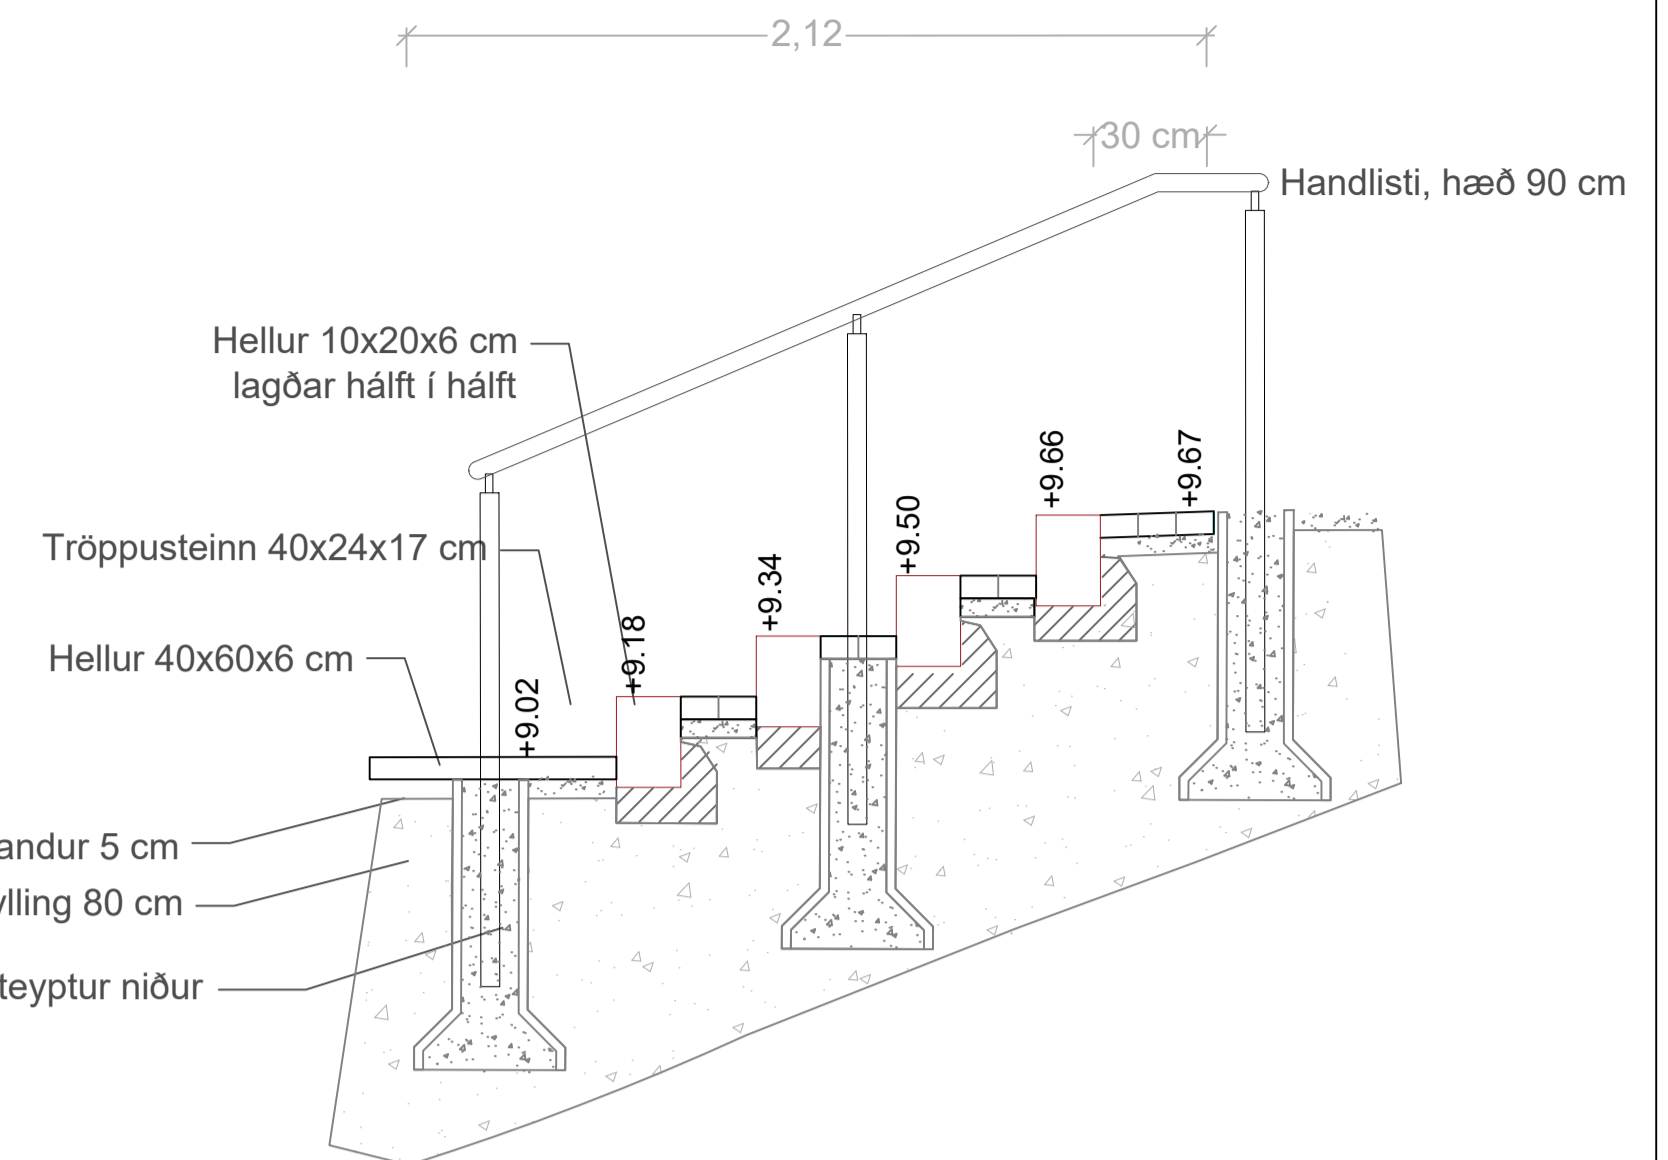 2,12
30 cm
Handlisti, hæð 90 cm
Hellur 10x20x6 cm
lagðar hálft í hálft
+9.66
+9.67
+9.50
Tröppusteinn 40x24x17 cm
+9.34
+9.18
Hellur 40x60x6 cm
+9.02
andur 5 cm
lling 80 cm
teyptur niður